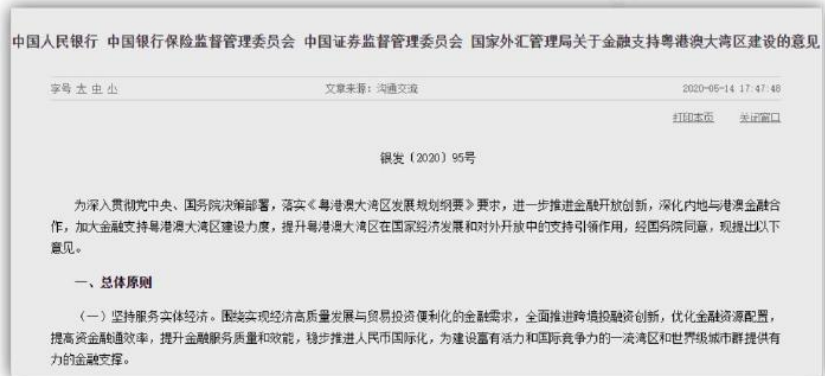 中国人民银行 中国银行保险监督管理委员会 中国证券监督管理委员会 国家外汇管理局关于金融支持粤港澳大湾区建设的意见
字号 大 中 小 文章来源：沟通交流 2020-05-14 17:47:48
打印本页 关闭窗口
银发〔2020〕95号
为深入贯彻党中央、国务院决策部署，落实《粤港澳大湾区发展规划纲要》要求，进一步推进金融开放创新，深化内地与港澳金融合
作，加大金融支持粤港澳大湾区建设力度，提升粤港澳大湾区在国家经济发展和对外开放中的支持引领作用，经国务院同意，现提出以下
意见。
一、总体原则
（一）坚持服务实体经济。围绕实现经济高质量发展与贸易投资便利化的金融需求，全面推进跨境投融资创新，优化金融资源配置，
提高资金融通效率，提升金融服务质量和效能，稳步推进人民币国际化，为建设富有活力和国际竞争力的一流湾区和世界级城市群提供有
力的金融支撑。